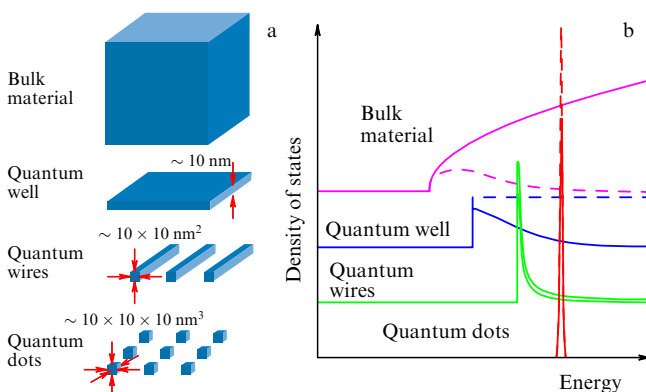 a
Bulk
material
Quantum
well
~ 10 nm
Quantum
wires
~ 10 × 10 nm²
Quantum
dots
~ 10 × 10 × 10 nm³
b
Density of states
Bulk
material
Quantum well
Quantum
wires
Quantum dots
Energy